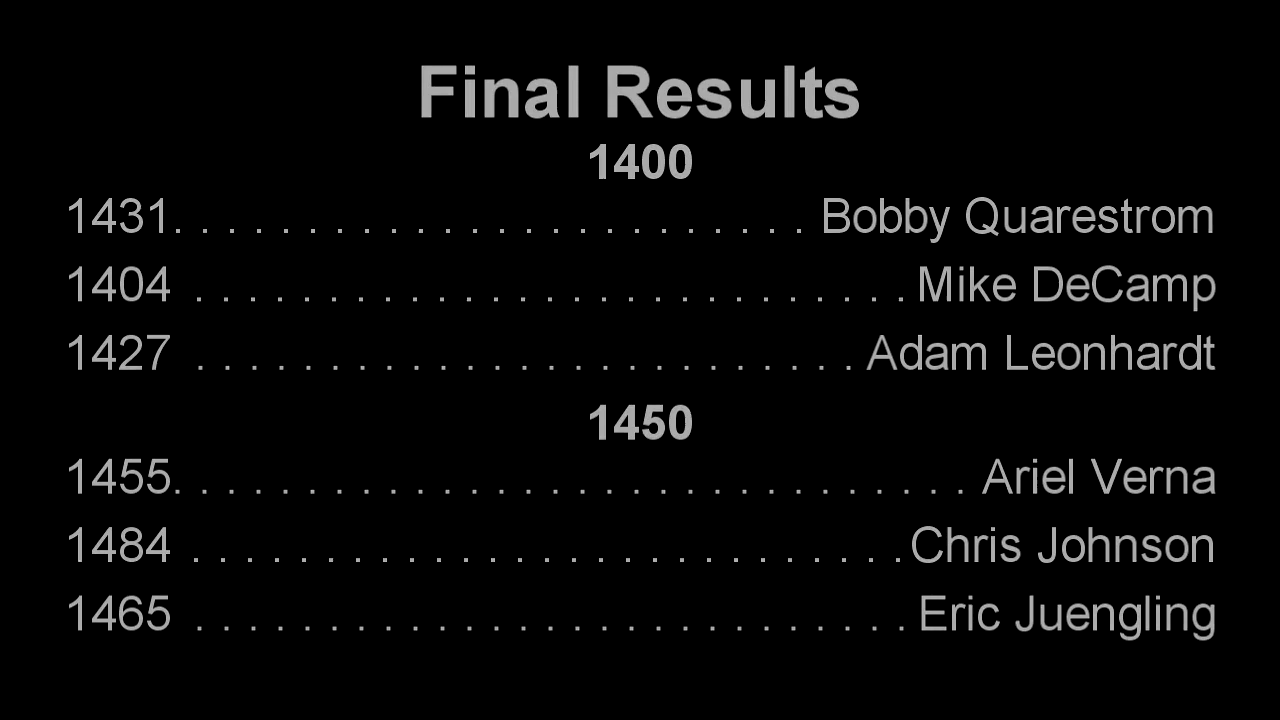 Final Results
1400
1431. . . . . . . . . . . . . . . . . . . . . . . . Bobby Quarestrom
1404 . . . . . . . . . . . . . . . . . . . . . . . . . . . Mike DeCamp
1427 . . . . . . . . . . . . . . . . . . . . . . . . . Adam Leonhardt
1450
1455. . . . . . . . . . . . . . . . . . . . . . . . . . . . . . Ariel Verna
1484 . . . . . . . . . . . . . . . . . . . . . . . . . . . Chris Johnson
1465 . . . . . . . . . . . . . . . . . . . . . . . . . . . Eric Juengling